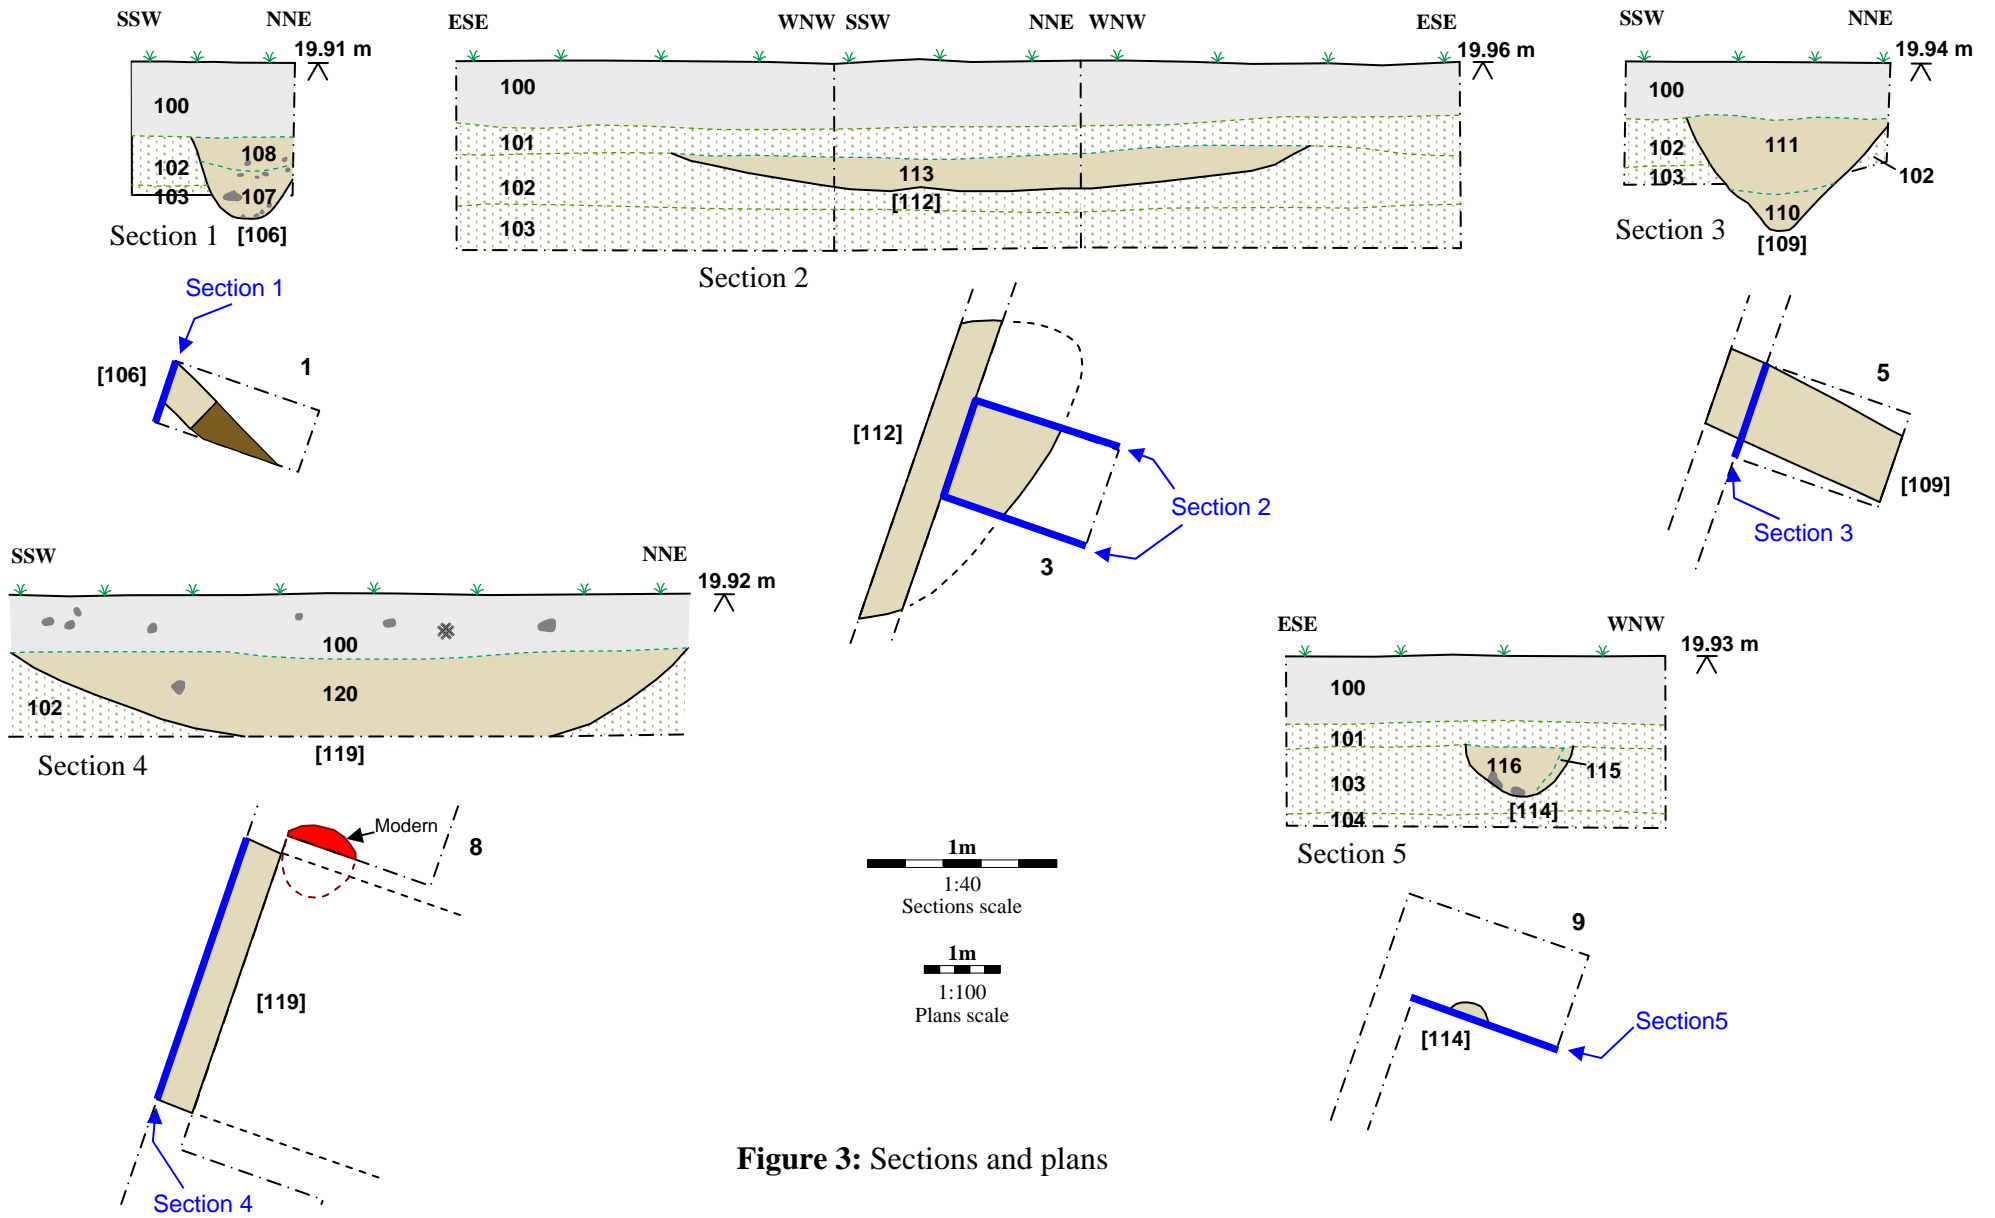 SSW NNE
19.91 m
100
108
102
107
103
Section 1 [106]
ESE WNW SSW NNE WNW ESE
19.96 m
100
101
113
102
[112]
103
Section 2
SSW NNE
19.94 m
100
111
102
103
102
110
[109]
Section 3
Section 1
[106]
1
[112]
Section 2
3
5
[109]
Section 3
SSW NNE
19.92 m
100
120
102
[119]
Section 4
Modern
8
[119]
Section 4
1m
1:40
Sections scale
1m
1:100
Plans scale
ESE WNW
19.93 m
100
101
116
115
103
[114]
104
Section 5
9
[114]
Section5
Figure 3: Sections and plans